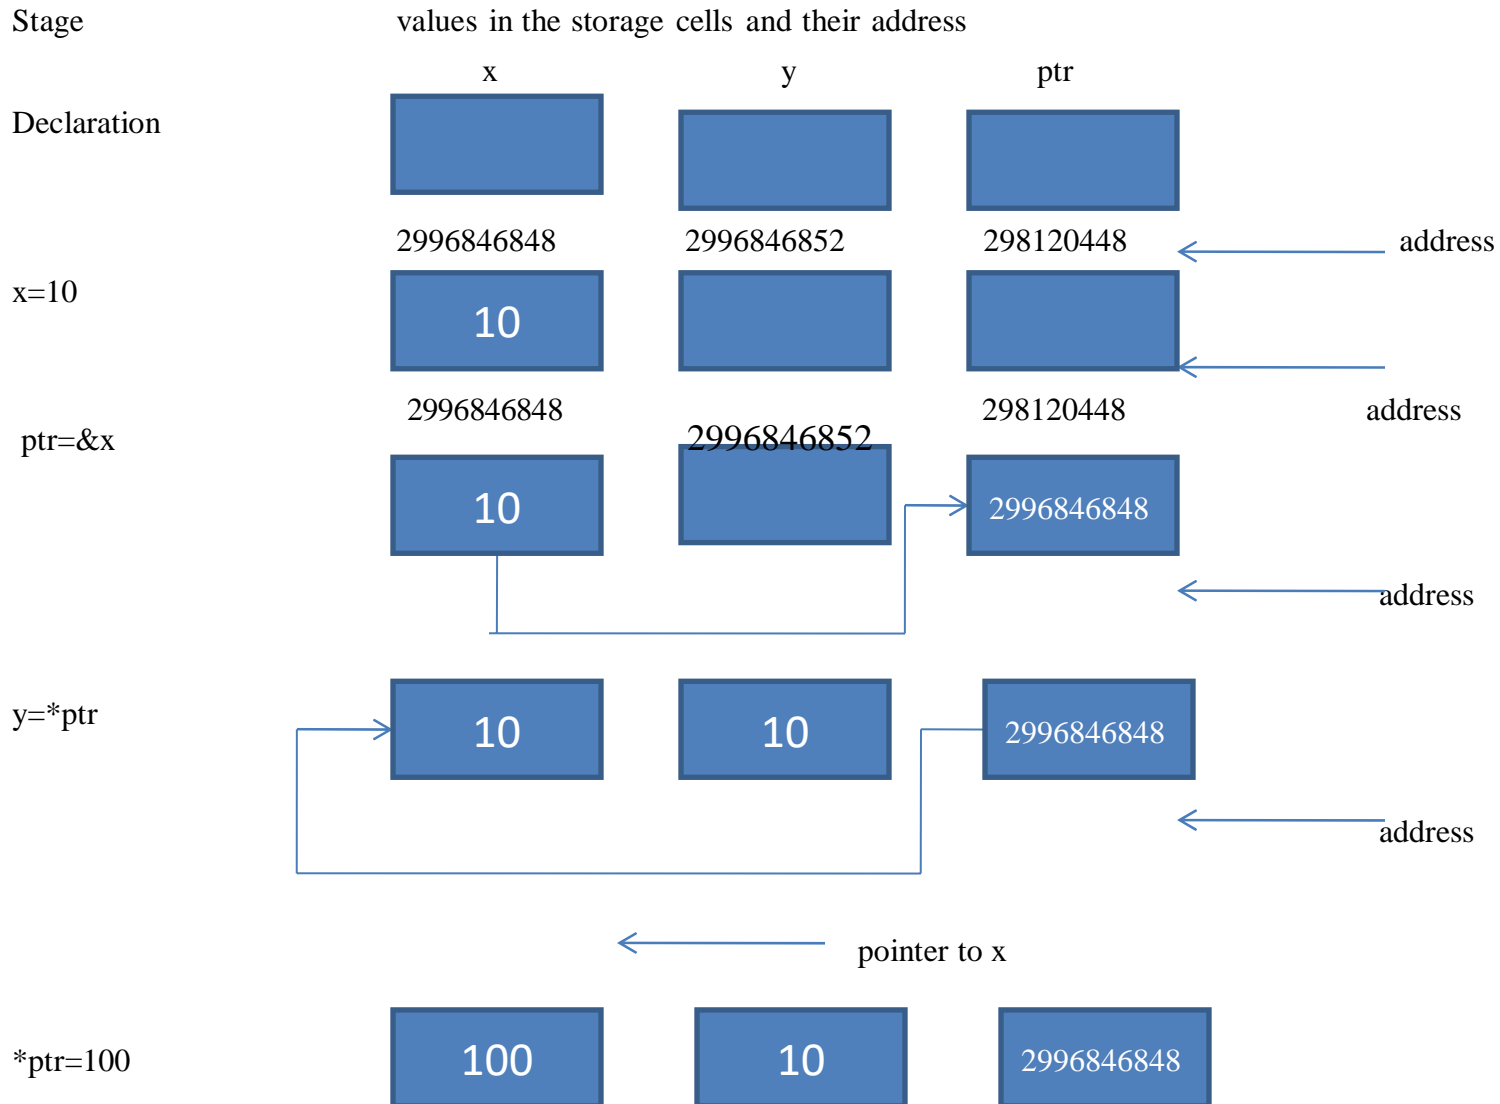 Stage values in the storage cells and their address
x y ptr
Declaration
2996846848 2996846852 298120448 address
x=10
10
2996846848 2996846852 298120448 address
ptr=&x
10 2996846848
address
y=*ptr
10 10 2996846848
address
pointer to x
*ptr=100
100 10 2996846848